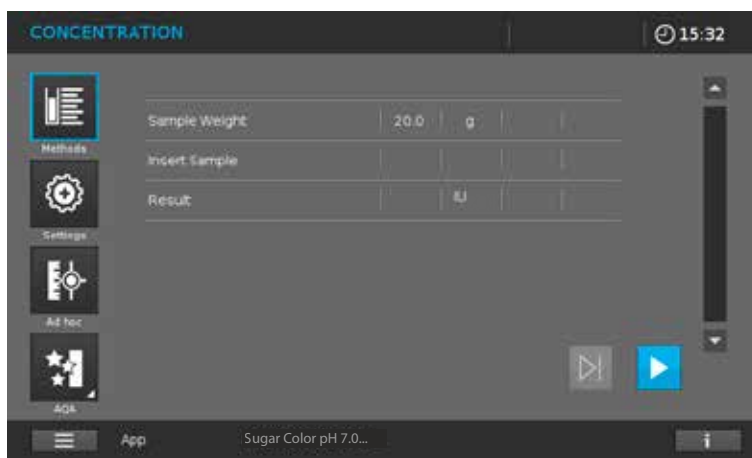 CONCENTRATION 15:32
Methods
Sample Weight 20.0 g
Insert Sample
Settings
Result IU
Ad hoc
AQA
App Sugar Color pH 7.0...
i